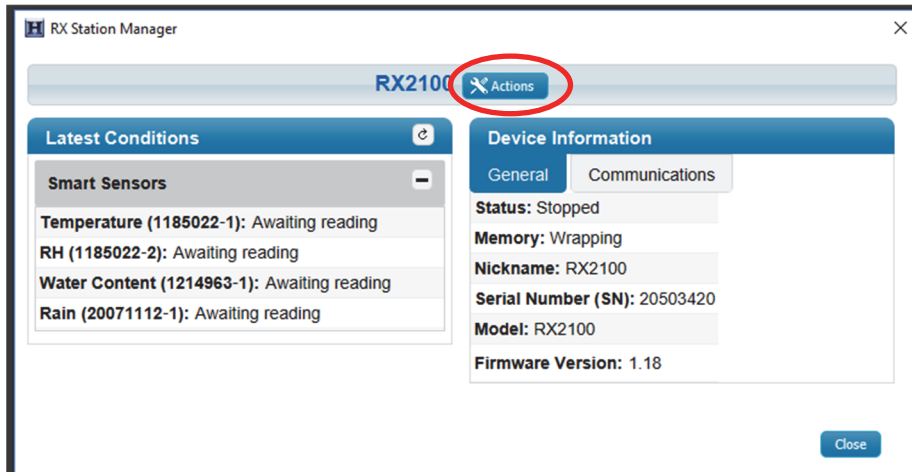 RX Station Manager
RX2100 Actions
Latest Conditions
Smart Sensors
Temperature (1185022-1): Awaiting reading
RH (1185022-2): Awaiting reading
Water Content (1214963-1): Awaiting reading
Rain (20071112-1): Awaiting reading
Device Information
General Communications
Status: Stopped
Memory: Wrapping
Nickname: RX2100
Serial Number (SN): 20503420
Model: RX2100
Firmware Version: 1.18
Close